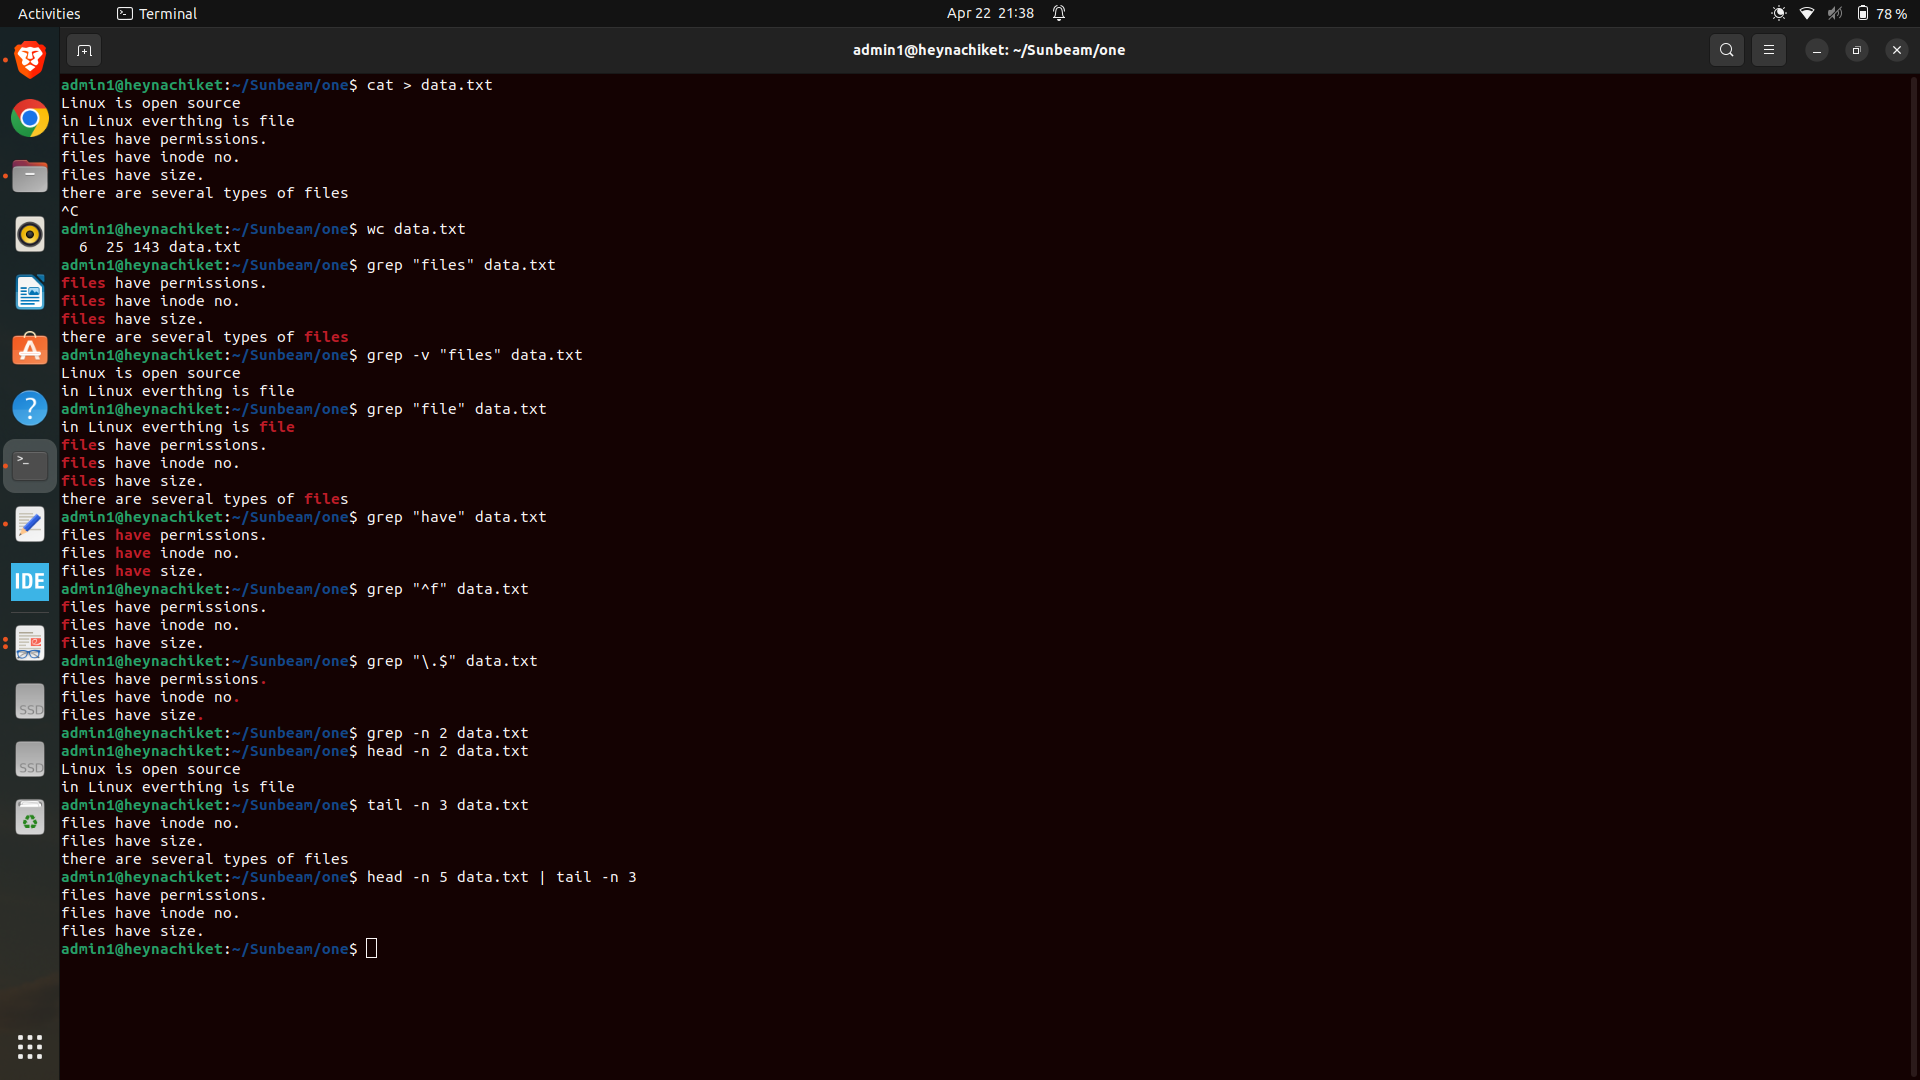 Activities Terminal Apr 22 21:38 78 %
admin1@heynachiket: ~/Sunbeam/one
admin1@heynachiket:~/Sunbeam/one$ cat > data.txt
Linux is open source
in Linux everthing is file
files have permissions.
files have inode no.
files have size.
there are several types of files
^C
admin1@heynachiket:~/Sunbeam/one$ wc data.txt
  6  25 143 data.txt
admin1@heynachiket:~/Sunbeam/one$ grep "files" data.txt
files have permissions.
files have inode no.
files have size.
there are several types of files
admin1@heynachiket:~/Sunbeam/one$ grep -v "files" data.txt
Linux is open source
in Linux everthing is file
admin1@heynachiket:~/Sunbeam/one$ grep "file" data.txt
in Linux everthing is file
files have permissions.
files have inode no.
files have size.
there are several types of files
admin1@heynachiket:~/Sunbeam/one$ grep "have" data.txt
files have permissions.
files have inode no.
files have size.
admin1@heynachiket:~/Sunbeam/one$ grep "^f" data.txt
files have permissions.
files have inode no.
files have size.
admin1@heynachiket:~/Sunbeam/one$ grep "\.$" data.txt
files have permissions.
files have inode no.
files have size.
admin1@heynachiket:~/Sunbeam/one$ grep -n 2 data.txt
admin1@heynachiket:~/Sunbeam/one$ head -n 2 data.txt
Linux is open source
in Linux everthing is file
admin1@heynachiket:~/Sunbeam/one$ tail -n 3 data.txt
files have inode no.
files have size.
there are several types of files
admin1@heynachiket:~/Sunbeam/one$ head -n 5 data.txt | tail -n 3
files have permissions.
files have inode no.
files have size.
admin1@heynachiket:~/Sunbeam/one$
IDE
SSD
SSD